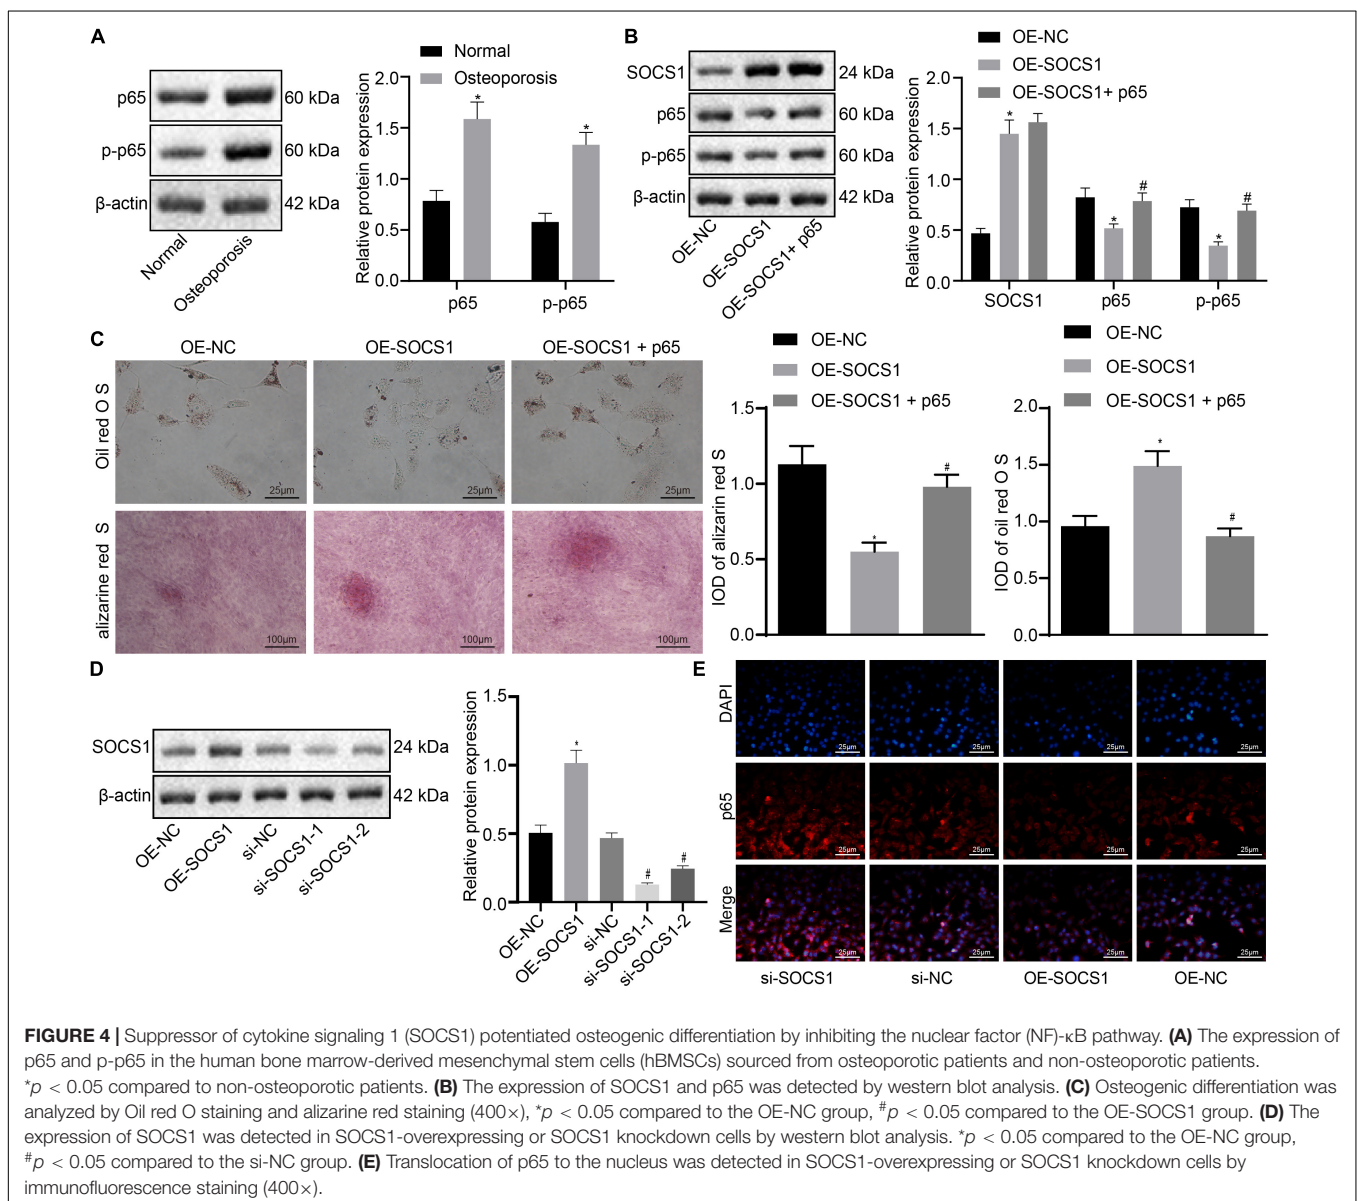 A
p65
60 kDa
p-p65
60 kDa
β-actin
42 kDa
Normal
Osteoporosis
Normal
Osteoporosis
Relative protein expression
2.0
1.5
1.0
0.5
0.0
*
*
p65
p-p65
B
SOCS1
24 kDa
p65
60 kDa
p-p65
60 kDa
β-actin
42 kDa
OE-NC
OE-SOCS1
OE-SOCS1+ p65
OE-NC
OE-SOCS1
OE-SOCS1+ p65
Relative protein expression
2.0
1.5
1.0
0.5
0.0
*
*
#
*
#
SOCS1
p65
p-p65
C
OE-NC
OE-SOCS1
OE-SOCS1 + p65
Oil red O S
25μm
25μm
25μm
alizarine red S
100μm
100μm
100μm
OE-NC
OE-SOCS1
OE-SOCS1 + p65
IOD of alizarin red S
1.5
1.0
0.5
0.0
*
#
OE-NC
OE-SOCS1
OE-SOCS1 + p65
IOD of oil red O S
2.0
1.5
1.0
0.5
0.0
*
#
D
SOCS1
24 kDa
β-actin
42 kDa
OE-NC
OE-SOCS1
si-NC
si-SOCS1-1
si-SOCS1-2
Relative protein expression
1.5
1.0
0.5
0.0
*
#
#
OE-NC
OE-SOCS1
si-NC
si-SOCS1-1
si-SOCS1-2
E
DAPI
25μm
25μm
25μm
25μm
p65
25μm
25μm
25μm
25μm
Merge
25μm
25μm
25μm
25μm
si-SOCS1
si-NC
OE-SOCS1
OE-NC
FIGURE 4 | Suppressor of cytokine signaling 1 (SOCS1) potentiated osteogenic differentiation by inhibiting the nuclear factor (NF)-κB pathway. (A) The expression of
p65 and p-p65 in the human bone marrow-derived mesenchymal stem cells (hBMSCs) sourced from osteoporotic patients and non-osteoporotic patients.
*p < 0.05 compared to non-osteoporotic patients. (B) The expression of SOCS1 and p65 was detected by western blot analysis. (C) Osteogenic differentiation was
analyzed by Oil red O staining and alizarine red staining (400×), *p < 0.05 compared to the OE-NC group, #p < 0.05 compared to the OE-SOCS1 group. (D) The
expression of SOCS1 was detected in SOCS1-overexpressing or SOCS1 knockdown cells by western blot analysis. *p < 0.05 compared to the OE-NC group,
#p < 0.05 compared to the si-NC group. (E) Translocation of p65 to the nucleus was detected in SOCS1-overexpressing or SOCS1 knockdown cells by
immunofluorescence staining (400×).